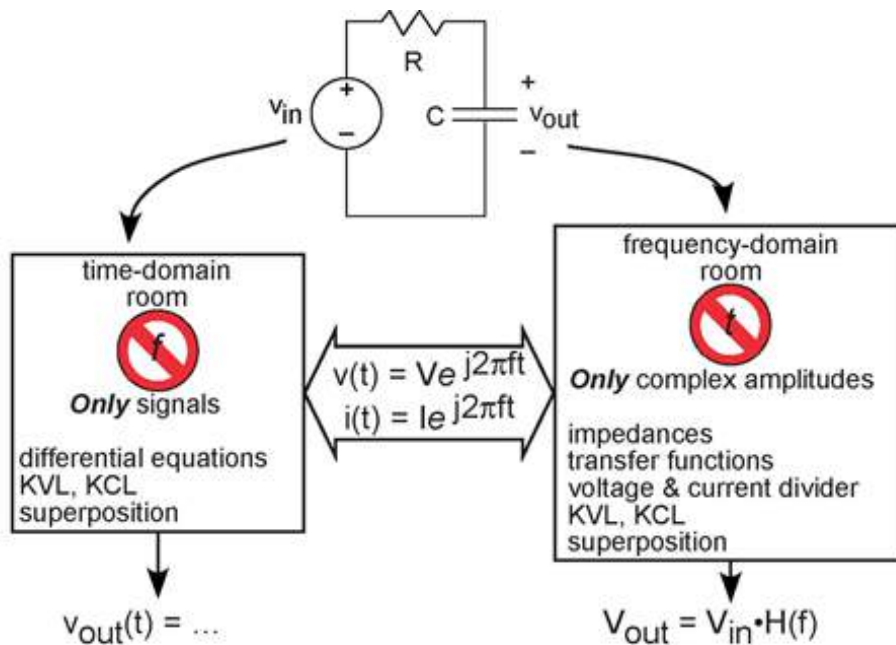 R
+
+
v_in
C
v_out
–
–
time-domain
room
f
Only signals
differential equations
KVL, KCL
superposition
v(t) = Ve^j2πft
i(t) = Ie^j2πft
frequency-domain
room
t
Only complex amplitudes
impedances
transfer functions
voltage & current divider
KVL, KCL
superposition
v_out(t) = ...
V_out = V_in•H(f)